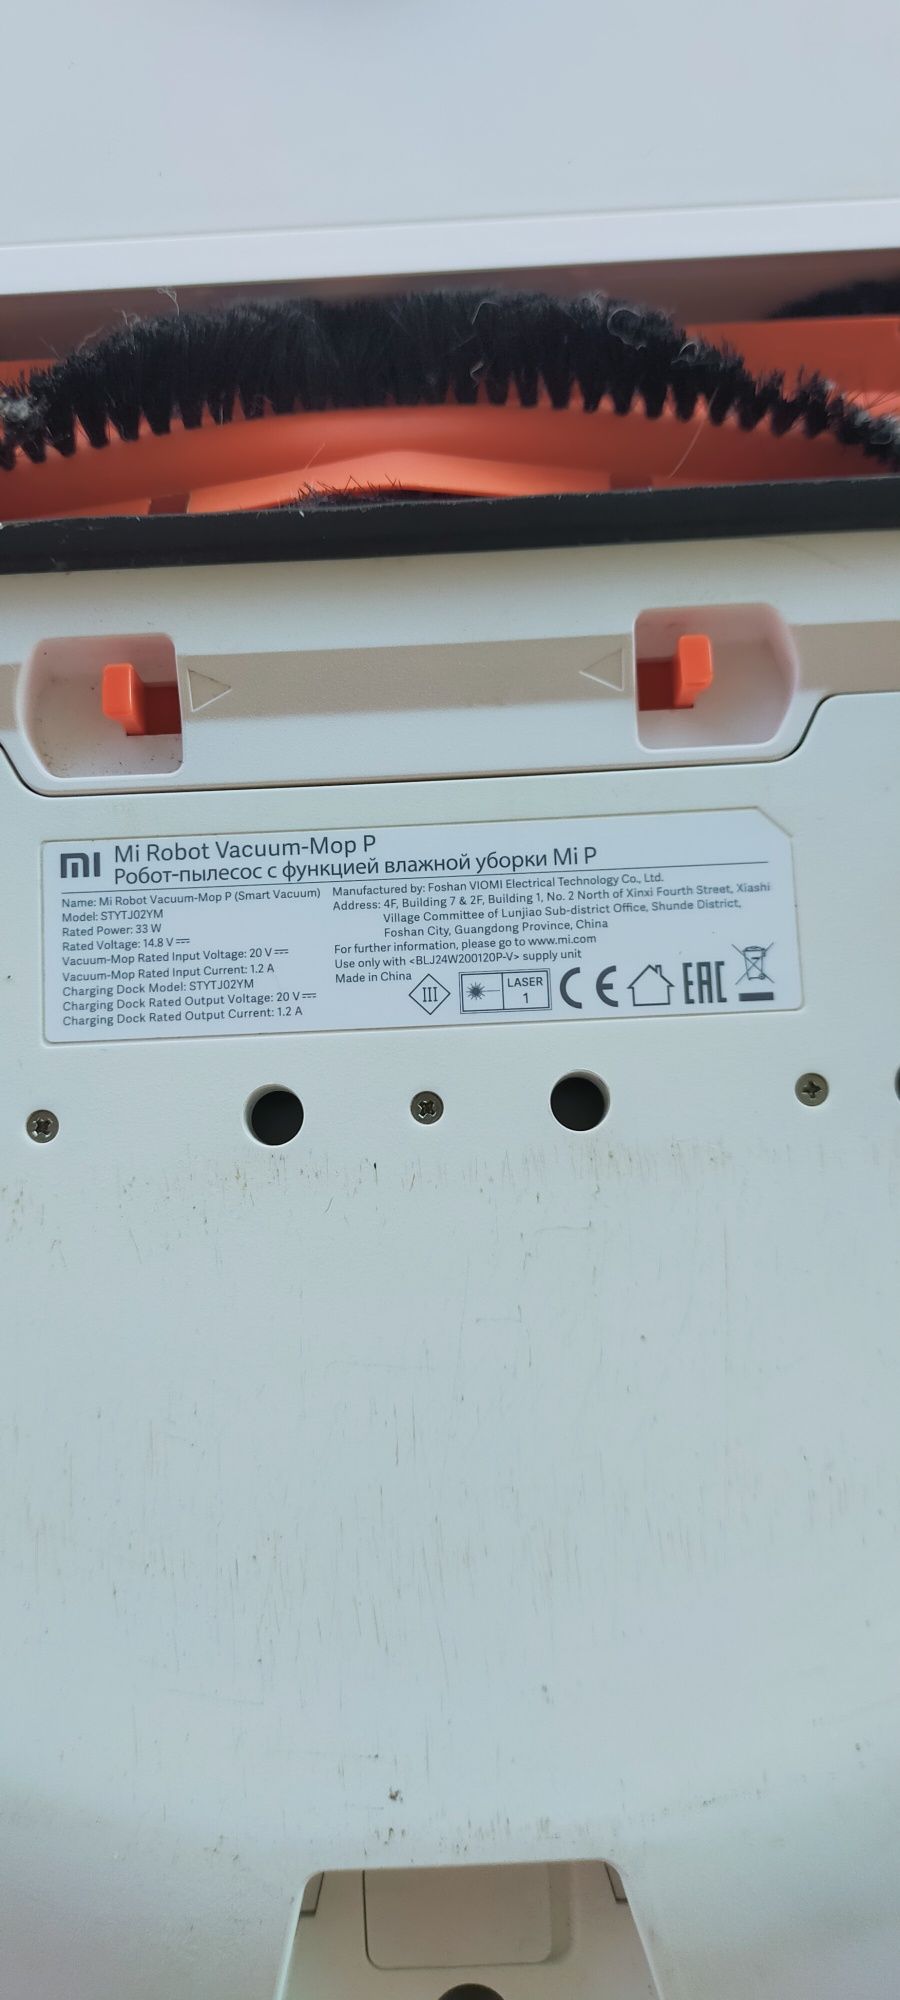 mi Mi Robot Vacuum-Mop P
Робот-пылесос с функцией влажной уборки Mi P
Name: Mi Robot Vacuum-Mop P (Smart Vacuum)
Model: STYTJ02YM
Rated Power: 33 W
Rated Voltage: 14.8 V ⎓
Vacuum-Mop Rated Input Voltage: 20 V ⎓
Vacuum-Mop Rated Input Current: 1.2 A
Charging Dock Model: STYTJ02YM
Charging Dock Rated Output Voltage: 20 V ⎓
Charging Dock Rated Output Current: 1.2 A
Manufactured by: Foshan VIOMI Electrical Technology Co., Ltd.
Address: 4F, Building 7 & 2F, Building 1, No. 2 North of Xinxi Fourth Street, Xiashi
Village Committee of Lunjiao Sub-district Office, Shunde District,
Foshan City, Guangdong Province, China
For further information, please go to www.mi.com
Use only with <BLJ24W200120P-V> supply unit
Made in China
III
LASER
1
CE
EAC